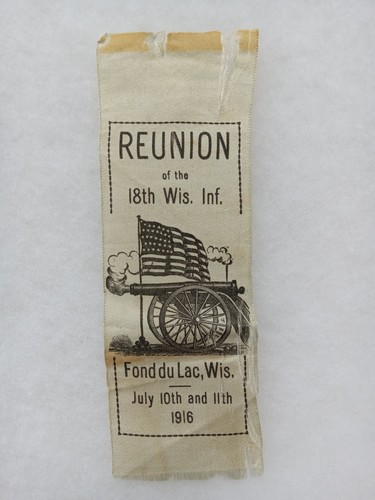 REUNION
of the
18th Wis. Inf.
Fond du Lac, Wis.
July 10th and 11th
1916